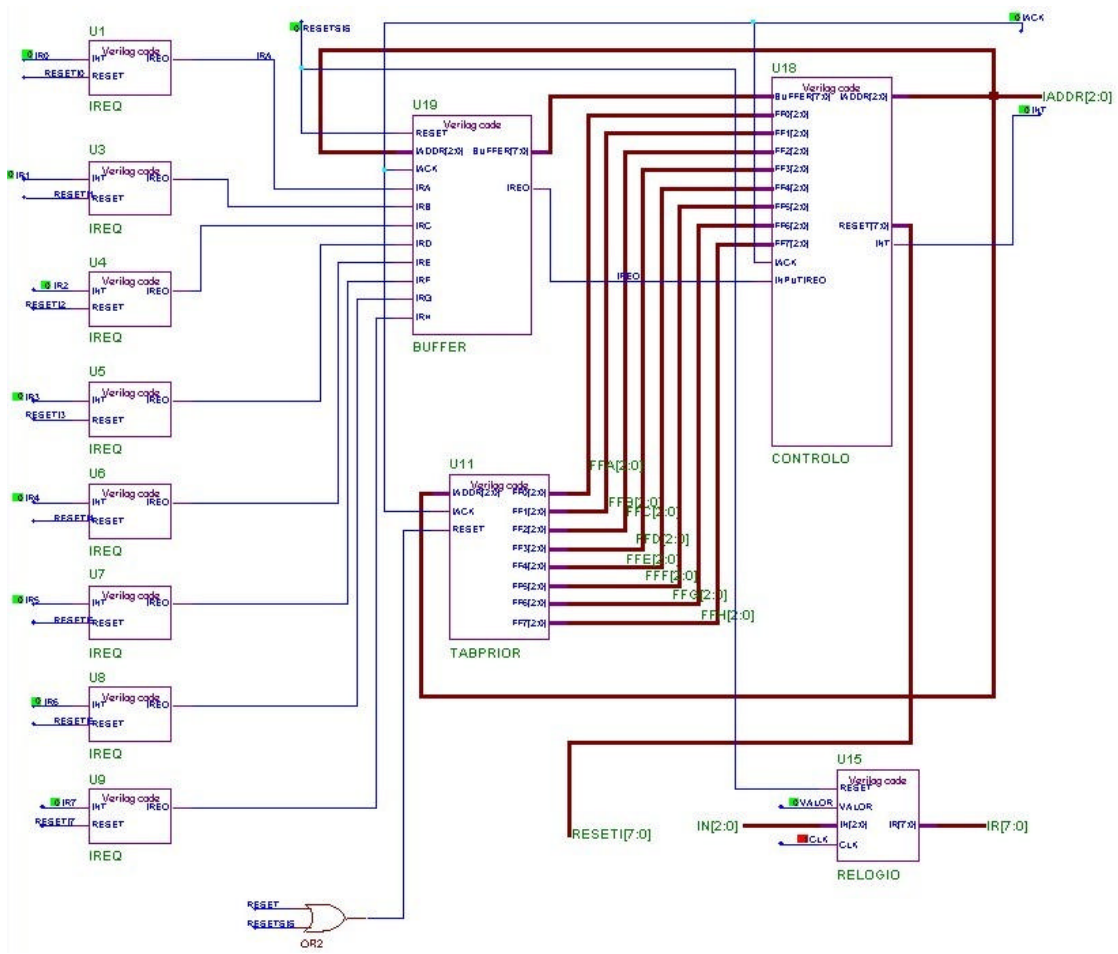 U1
Verilog code
IR0
INT
IREQ
IRA
RESETI0
RESET
IREQ
U3
Verilog code
IR1
INT
IREQ
RESETI1
RESET
IREQ
U4
Verilog code
IR2
INT
IREQ
RESETI2
RESET
IREQ
U5
Verilog code
IR3
INT
IREQ
RESETI3
RESET
IREQ
U6
Verilog code
IR4
INT
IREQ
RESETI4
RESET
IREQ
U7
Verilog code
IR5
INT
IREQ
RESET
IREQ
U8
Verilog code
IR6
INT
IREQ
RESET
IREQ
U9
Verilog code
IR7
INT
IREQ
RESETI7
RESET
IREQ
0 RESETSIS
U19
Verilog code
RESET
IADDR[2:0]
BUFFER[7:0]
IACK
IRA
IREQ
IRB
IRC
IRD
IRE
IRF
IRG
IRH
BUFFER
IREQ
0 IACK
U18
Verilog code
BUFFER[7:0]
IADDR[2:0]
IADDR[2:0]
0 INT
FF0[2:0]
FF1[2:0]
FF2[2:0]
FF3[2:0]
FF4[2:0]
FF5[2:0]
FF6[2:0]
RESET[7:0]
FF7[2:0]
INT
IACK
INPUTIREQ
CONTROLO
U11
Verilog code
IADDR[2:0]
FF0[2:0]
IACK
FF1[2:0]
RESET
FF2[2:0]
FF3[2:0]
FF4[2:0]
FF5[2:0]
FF6[2:0]
FF7[2:0]
TABPRIOR
FFA[2:0]
FFB[2:0]
FFC[2:0]
FFD[2:0]
FFE[2:0]
FFF[2:0]
FFG[2:0]
FFH[2:0]
RESETI[7:0]
U15
Verilog code
RESET
0 VALOR
VALOR
IN[2:0]
IN[2:0]
IR[7:0]
IR[7:0]
CLK
CLK
RELOGIO
RESET
RESETSIS
OR2